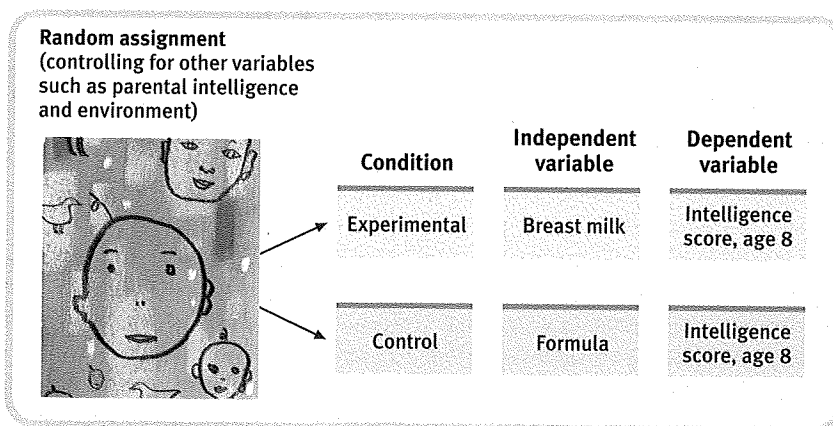 Random assignment
(controlling for other variables
such as parental intelligence
and environment)
Condition
Independent
variable
Dependent
variable
Experimental
Breast milk
Intelligence
score, age 8
Control
Formula
Intelligence
score, age 8